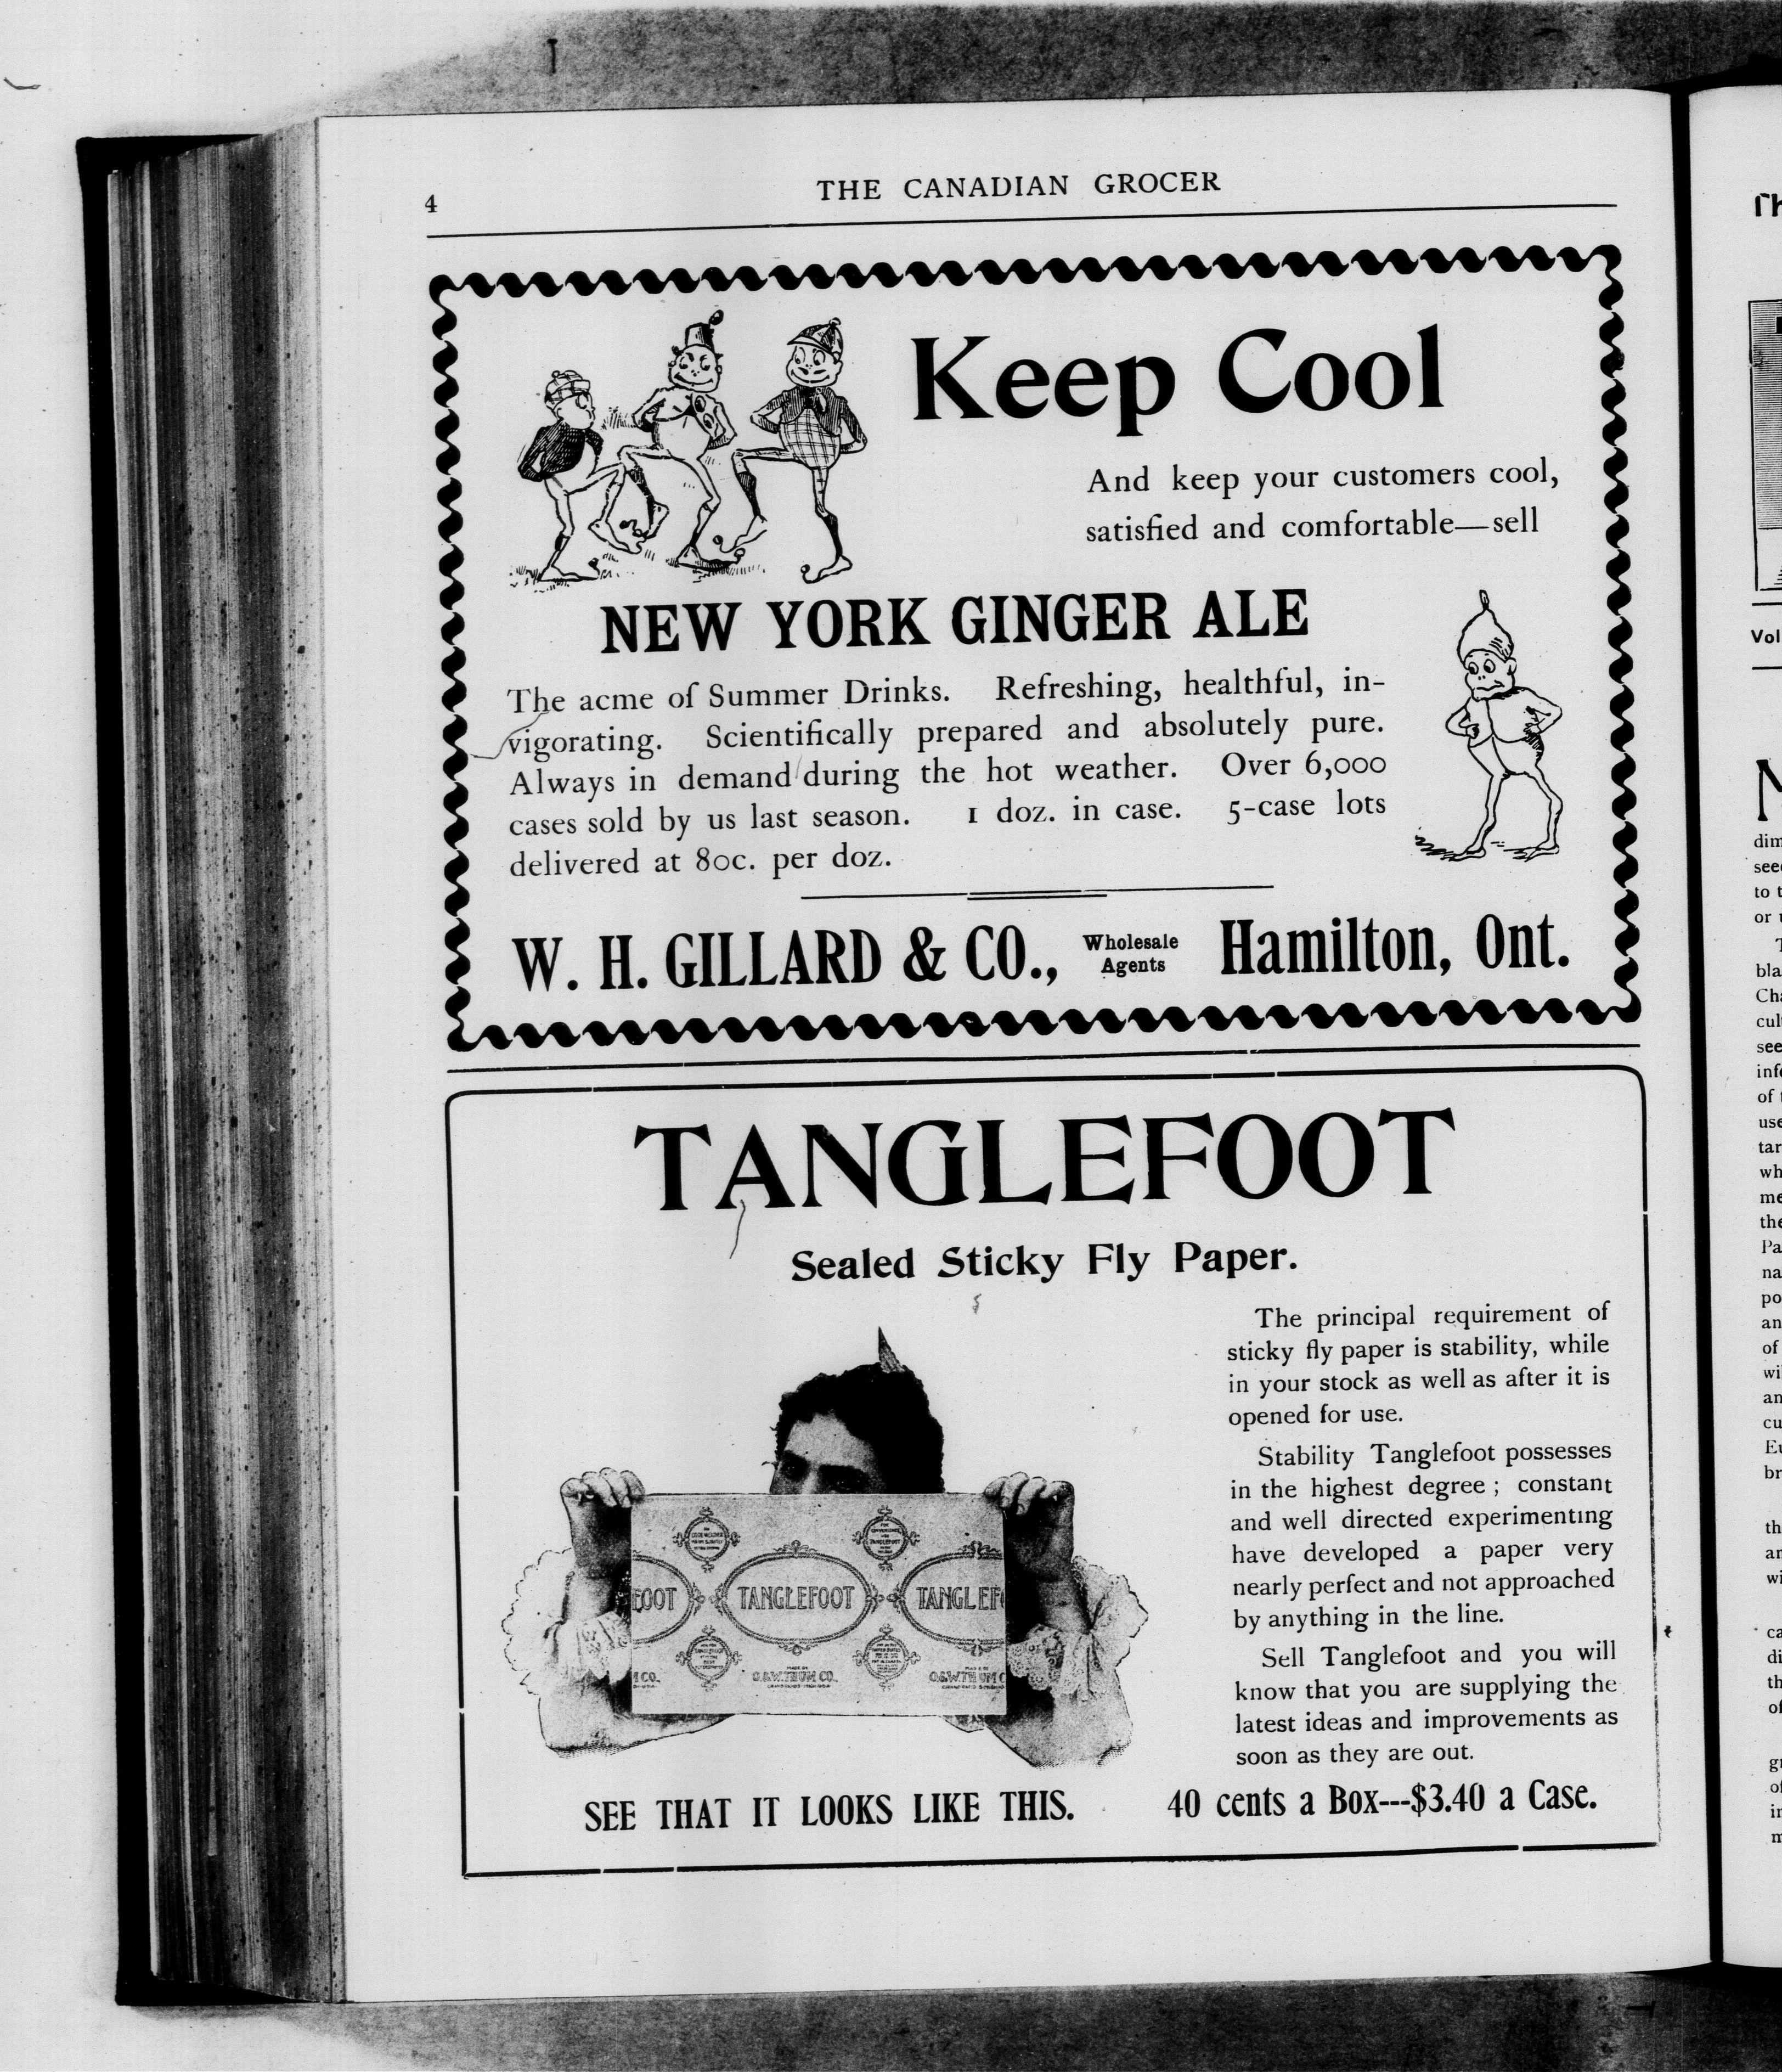 4
THE CANADIAN GROCER
Keep Cool
And keep your customers cool,
satisfied and comfortable—sell
NEW YORK GINGER ALE
The acme of Summer Drinks. Refreshing, healthful, in-
vigorating. Scientifically prepared and absolutely pure.
Always in demand during the hot weather. Over 6,000
cases sold by us last season. 1 doz. in case. 5-case lots
delivered at 80c. per doz.
W. H. GILLARD & CO., Wholesale Agents Hamilton, Ont.
TANGLEFOOT
Sealed Sticky Fly Paper.
The principal requirement of
sticky fly paper is stability, while
in your stock as well as after it is
opened for use.
Stability Tanglefoot possesses
in the highest degree ; constant
and well directed experimenting
have developed a paper very
nearly perfect and not approached
by anything in the line.
Sell Tanglefoot and you will
know that you are supplying the
latest ideas and improvements as
soon as they are out.
FOOT TANGLEFOOT TANGLEF
CO. O.&W.THUM CO. O.&W.THUM C
SEE THAT IT LOOKS LIKE THIS.
40 cents a Box---$3.40 a Case.
Vol